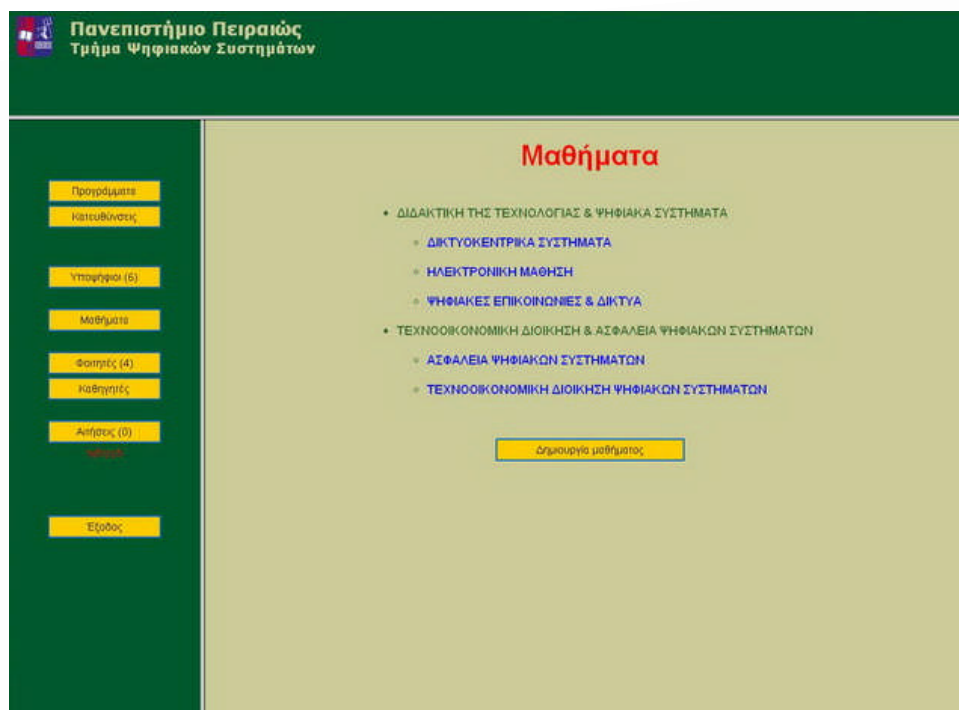 Πανεπιστήμιο Πειραιώς
Τμήμα Ψηφιακών Συστημάτων
Προγράμματα
Κατευθύνσεις
Υποψήφιοι (6)
Μαθήματα
Φοιτητές (4)
Καθηγητές
Αιτήσεις (0)
Έξοδος
Μαθήματα
ΔΙΔΑΚΤΙΚΗ ΤΗΣ ΤΕΧΝΟΛΟΓΙΑΣ & ΨΗΦΙΑΚΑ ΣΥΣΤΗΜΑΤΑ
ΔΙΚΤΥΟΚΕΝΤΡΙΚΑ ΣΥΣΤΗΜΑΤΑ
ΗΛΕΚΤΡΟΝΙΚΗ ΜΑΘΗΣΗ
ΨΗΦΙΑΚΕΣ ΕΠΙΚΟΙΝΩΝΙΕΣ & ΔΙΚΤΥΑ
ΤΕΧΝΟΟΙΚΟΝΟΜΙΚΗ ΔΙΟΙΚΗΣΗ & ΑΣΦΑΛΕΙΑ ΨΗΦΙΑΚΩΝ ΣΥΣΤΗΜΑΤΩΝ
ΑΣΦΑΛΕΙΑ ΨΗΦΙΑΚΩΝ ΣΥΣΤΗΜΑΤΩΝ
ΤΕΧΝΟΟΙΚΟΝΟΜΙΚΗ ΔΙΟΙΚΗΣΗ ΨΗΦΙΑΚΩΝ ΣΥΣΤΗΜΑΤΩΝ
Δημιουργία μαθήματος